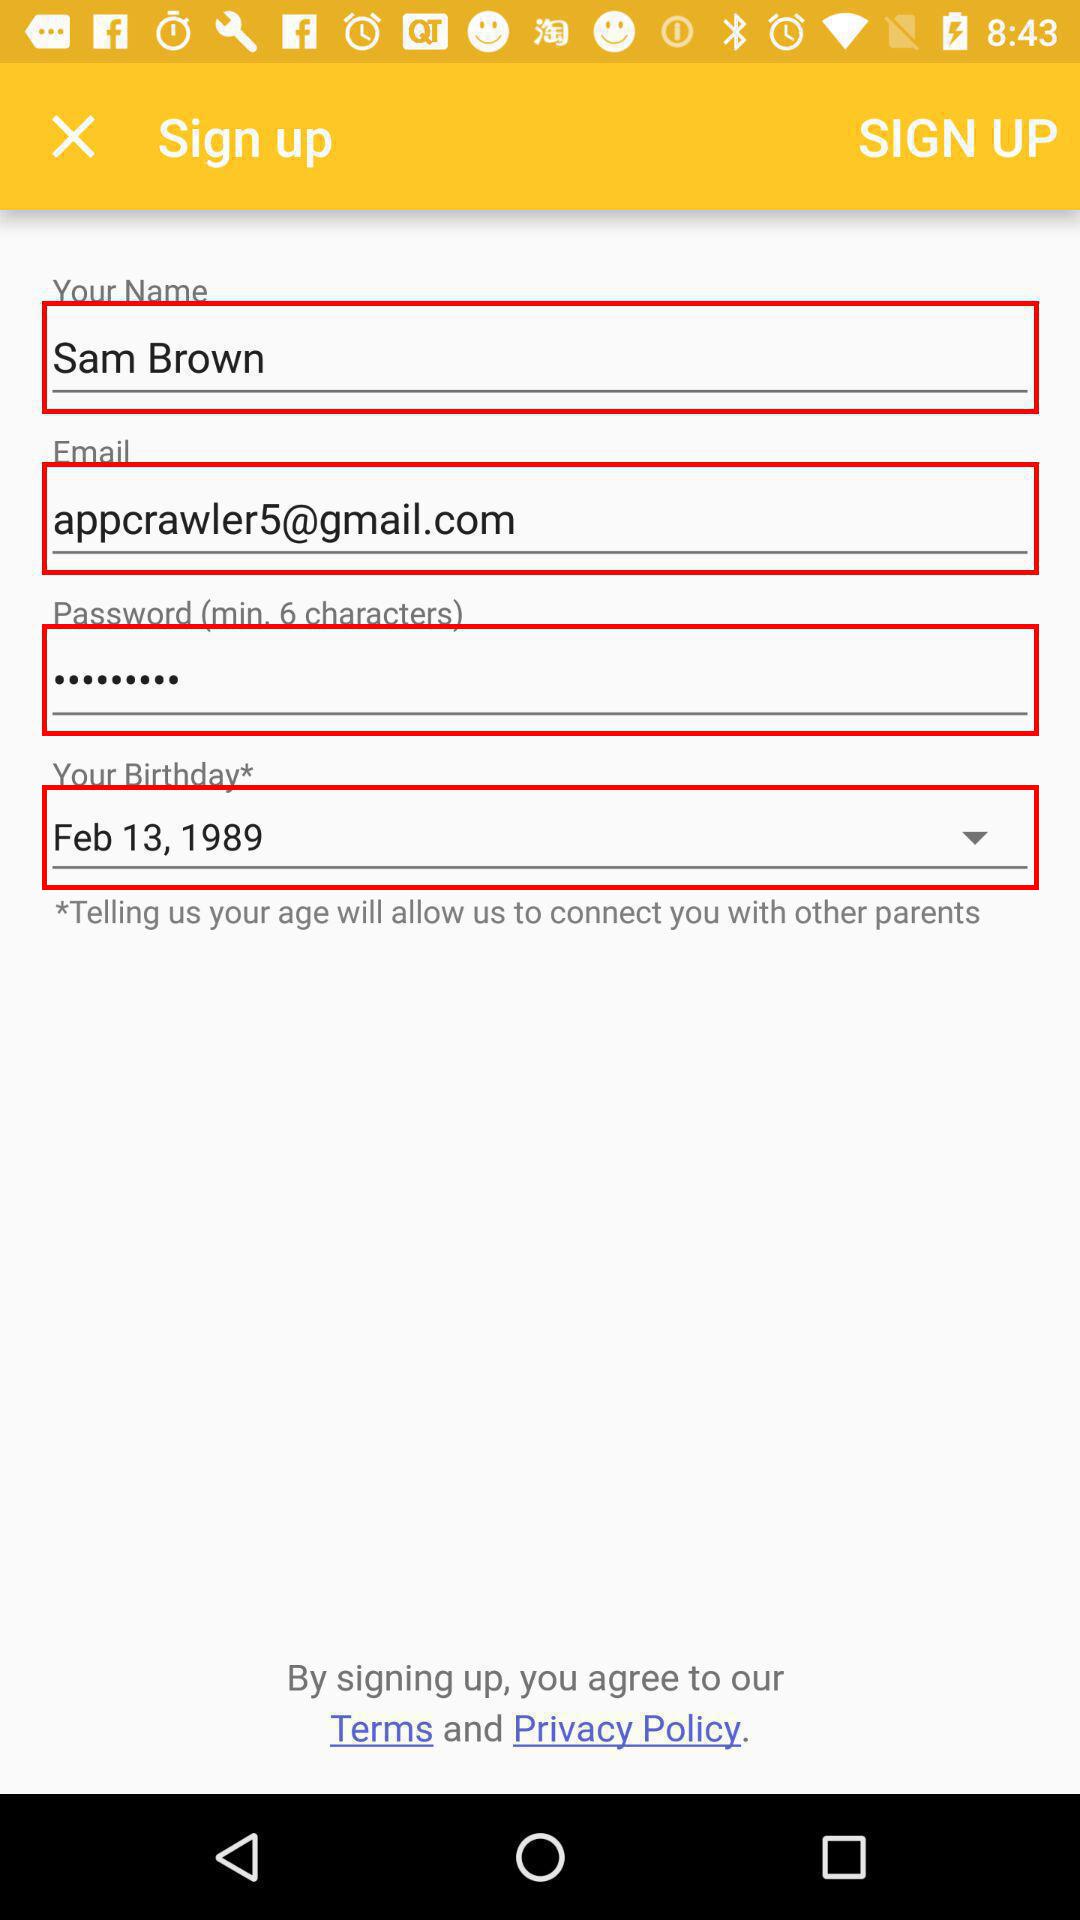 QT 淘 8:43
Sign up SIGN UP
Your Name
Sam Brown
Email
appcrawler5@gmail.com
Password (min. 6 characters)
•••••••••
Your Birthday*
Feb 13, 1989
*Telling us your age will allow us to connect you with other parents
By signing up, you agree to our
Terms and Privacy Policy.